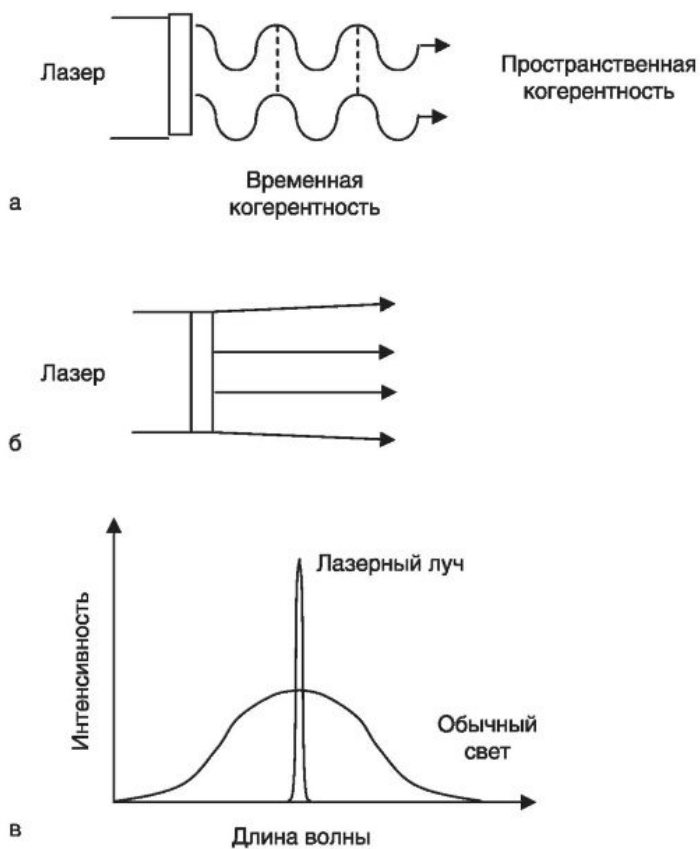 Лазер
Пространственная
когерентность
Временная
когерентность
а
Лазер
б
Лазерный луч
Интенсивность
Обычный
свет
в
Длина волны